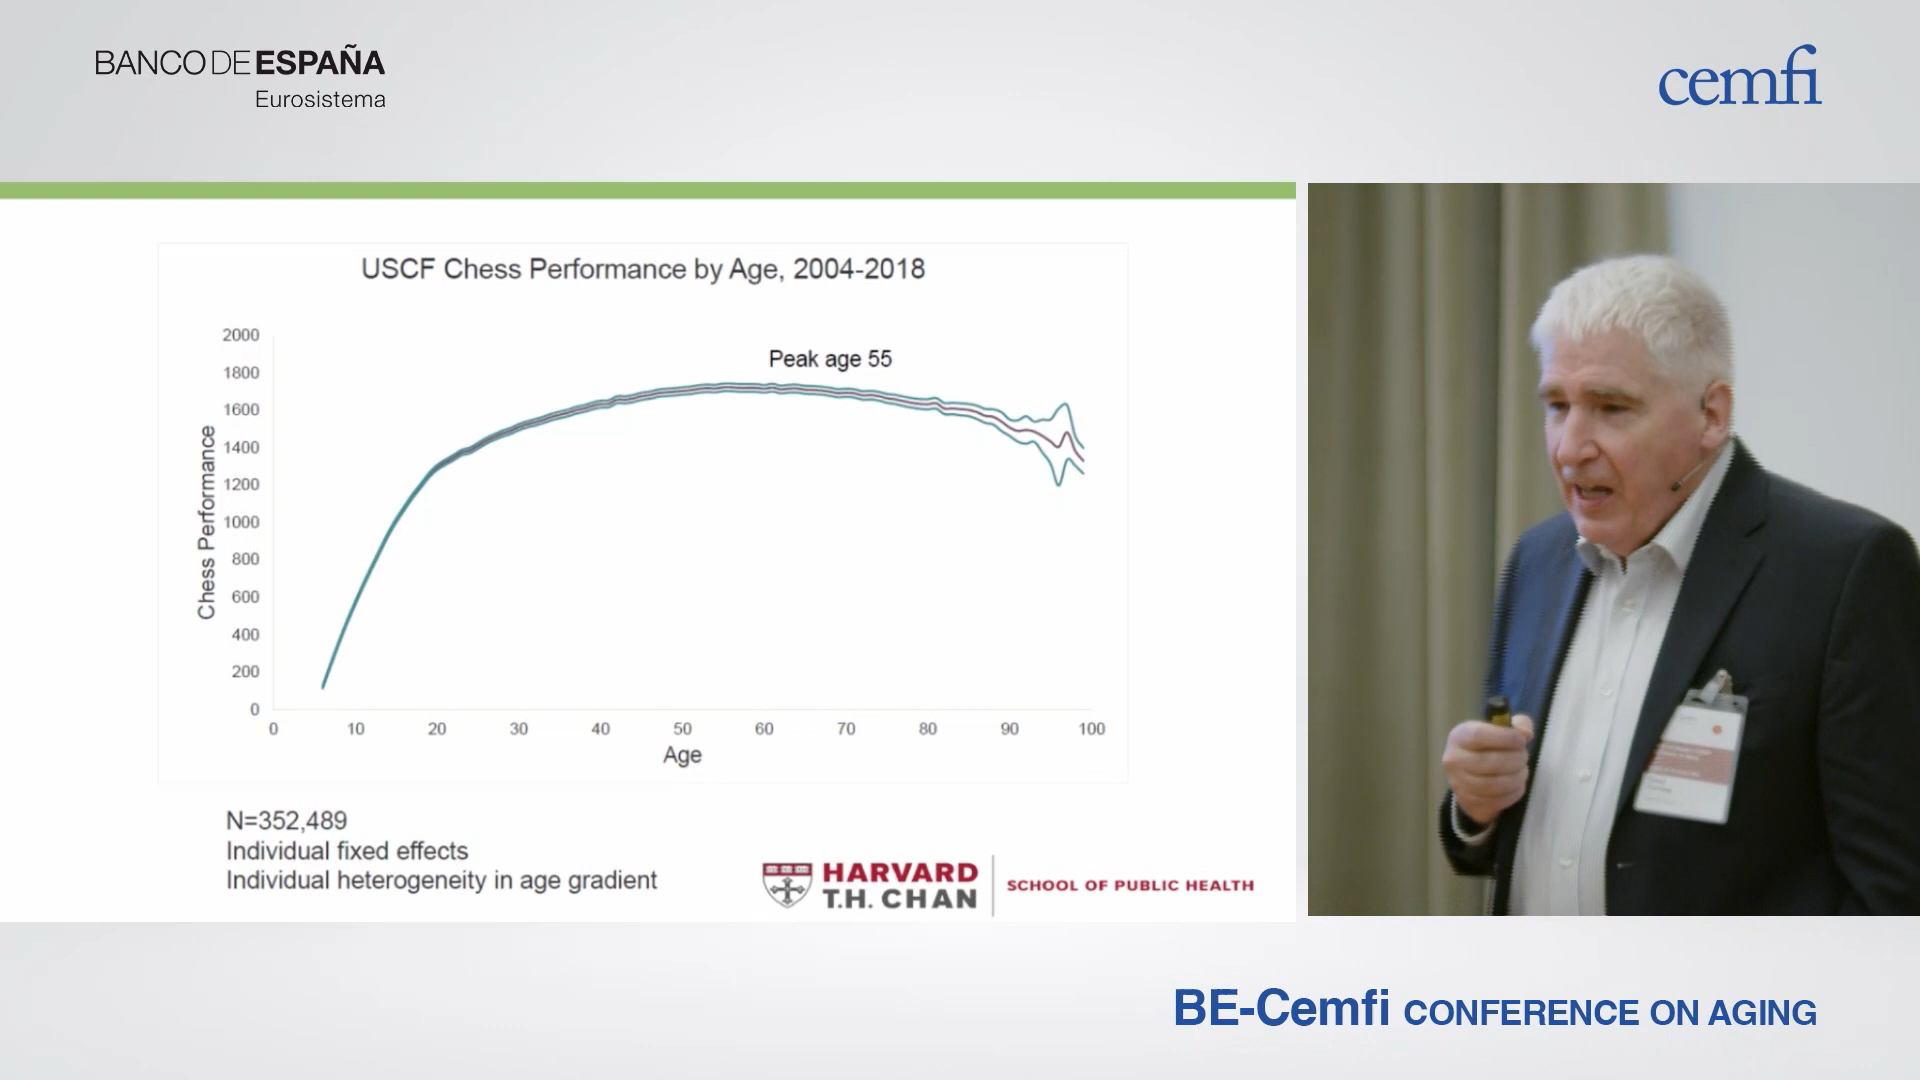 BANCO DE ESPAÑA
Eurosistema
cemfi
USCF Chess Performance by Age, 2004-2018
Peak age 55
Chess Performance
2000
1800
1600
1400
1200
1000
800
600
400
200
0
0 10 20 30 40 50 60 70 80 90 100
Age
N=352,489
Individual fixed effects
Individual heterogeneity in age gradient
HARVARD
T.H. CHAN
SCHOOL OF PUBLIC HEALTH
BE-Cemfi CONFERENCE ON AGING